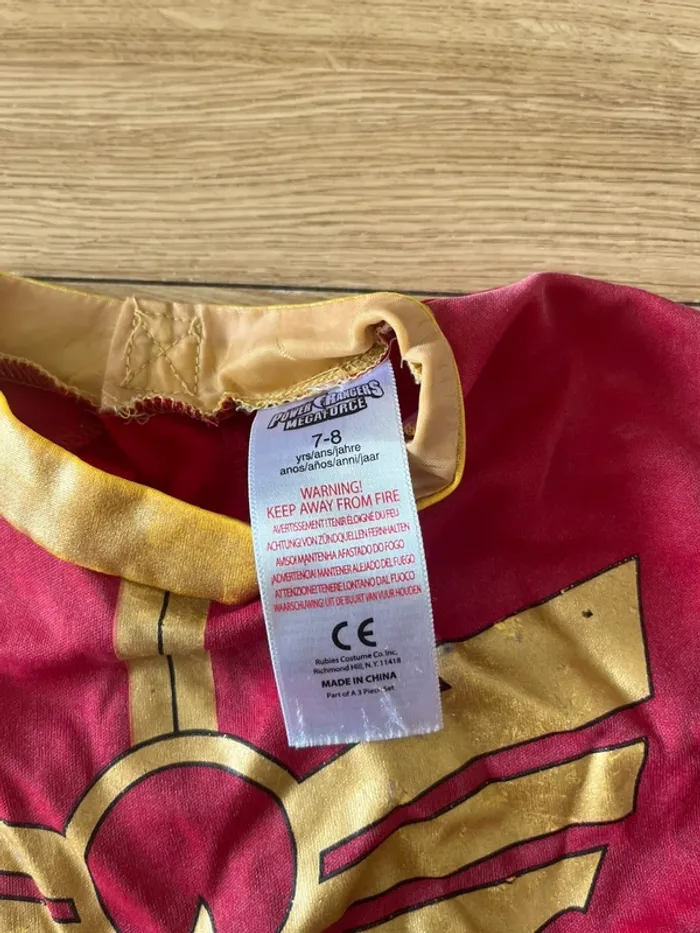 POWER RANGERS
MEGAFORCE
7-8
yrs/ans/jahre
anos/años/anni/jaar
WARNING!
KEEP AWAY FROM FIRE
AVERTISSEMENT ! TENIR ÉLOIGNÉ DU FEU
ACHTUNG! VON ZÜNDQUELLEN FERNHALTEN
AVISO! MANTENHA AFASTADO DO FOGO
¡ADVERTENCIA! MANTENER ALEJADO DEL FUEGO
ATTENZIONE! TENERE LONTANO DAL FUOCO
WAARSCHUWING! UIT DE BUURT VAN VUUR HOUDEN
CE
Rubies Costume Co. Inc.
Richmond Hill, N.Y. 11418
MADE IN CHINA
Part of A 3 Piece Set